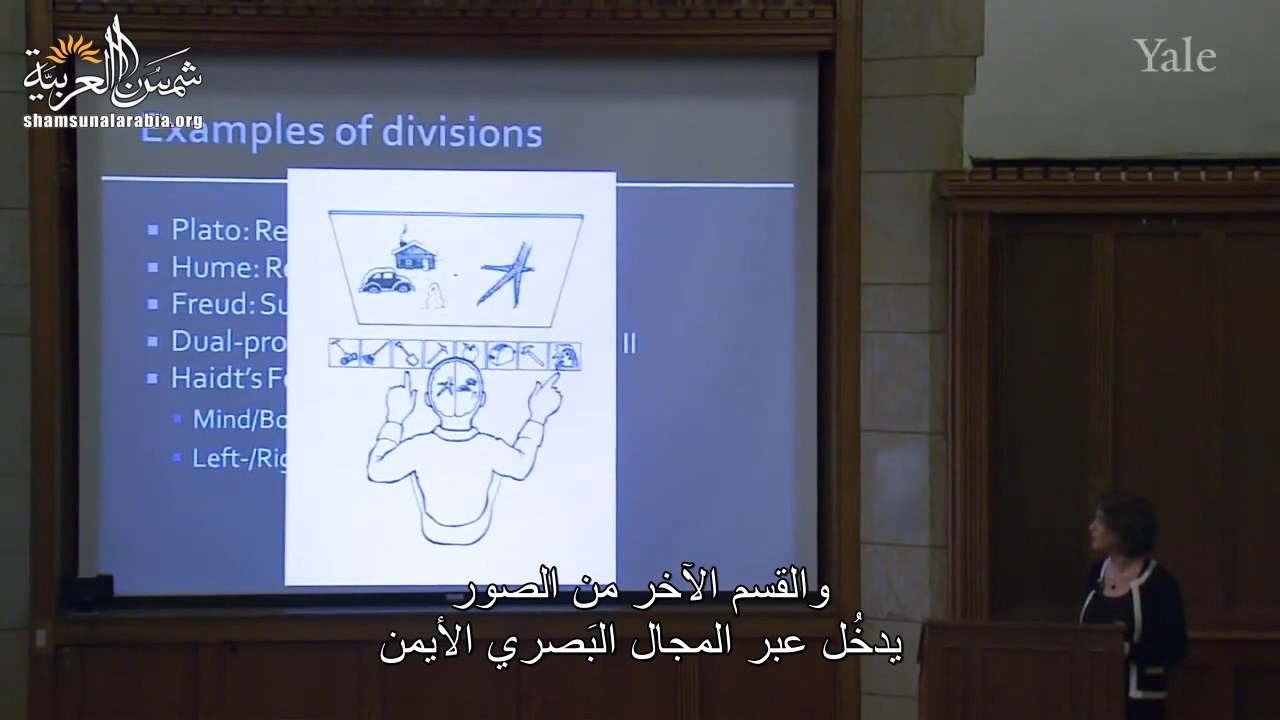 شمس العربية
shamsunalarabia.org
Yale
Examples of divisions
Plato: Re
Hume: Re
Freud: Su
Dual-pro II
Haidt's F
Mind/Bo
Left-/Rig
والقسم الآخر من الصور
يدخُل عبر المجال البَصري الأيمن